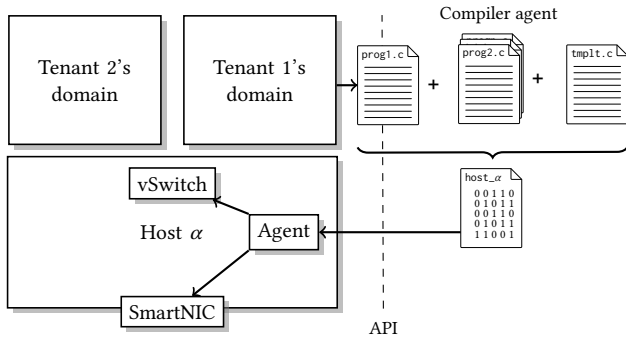 Compiler agent
Tenant 2's
domain
Tenant 1's
domain
prog1.c
+
prog2.c
+
tmplt.c
vSwitch
Host α
Agent
SmartNIC
host_α
0 0 1 1 0
0 1 0 1 1
0 0 1 1 0
0 1 0 1 1
1 1 0 0 1
API